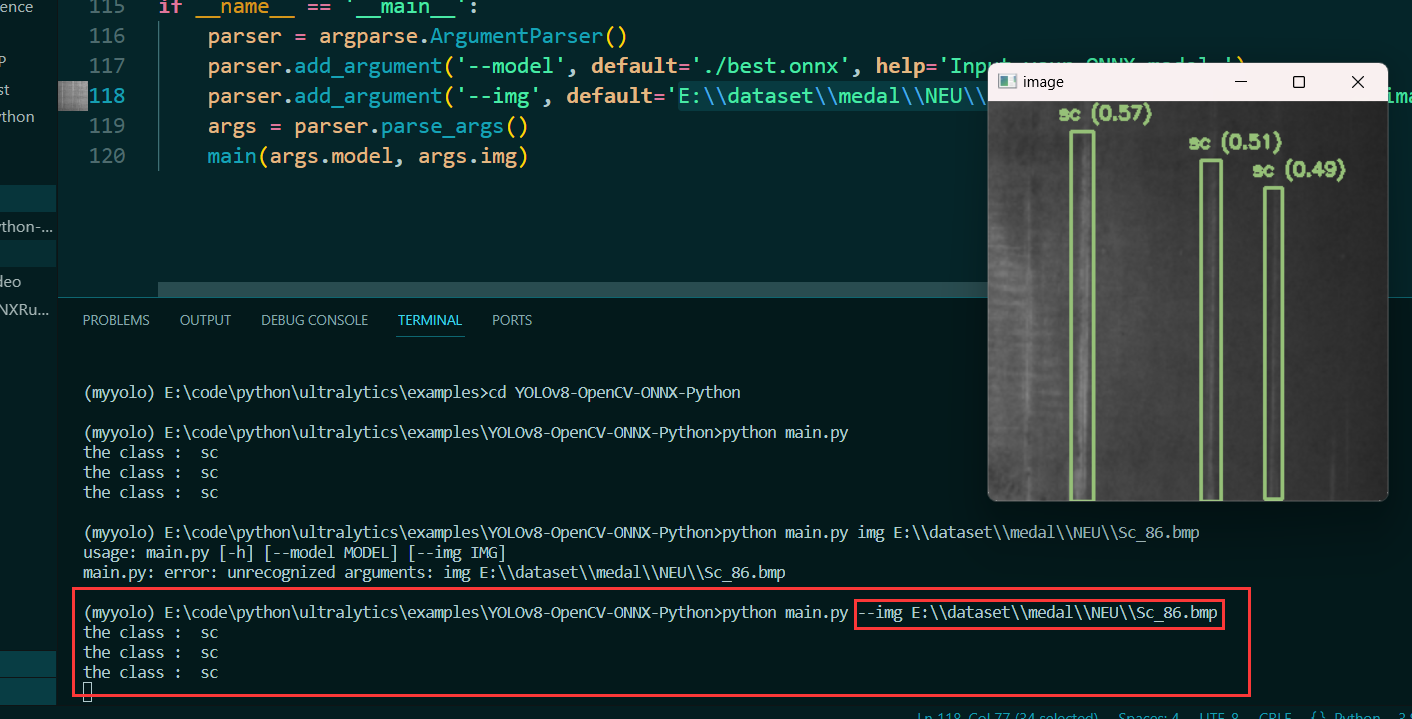 ence
115 if __name__ == '__main__':
116 parser = argparse.ArgumentParser()
117 parser.add_argument('--model', default='./best.onnx', help='Input your ONNX model.')
118 parser.add_argument('--img', default='E:\\dataset\\medal\\NEU\\
119 args = parser.parse_args()
120 main(args.model, args.img)
P
st
thon
ython-...
deo
NXRu...
image
sc (0.57)
sc (0.51)
sc (0.49)
PROBLEMS OUTPUT DEBUG CONSOLE TERMINAL PORTS
(myyolo) E:\code\python\ultralytics\examples>cd YOLOv8-OpenCV-ONNX-Python
(myyolo) E:\code\python\ultralytics\examples\YOLOv8-OpenCV-ONNX-Python>python main.py
the class :  sc
the class :  sc
the class :  sc
(myyolo) E:\code\python\ultralytics\examples\YOLOv8-OpenCV-ONNX-Python>python main.py img E:\\dataset\\medal\\NEU\\Sc_86.bmp
usage: main.py [-h] [--model MODEL] [--img IMG]
main.py: error: unrecognized arguments: img E:\\dataset\\medal\\NEU\\Sc_86.bmp
(myyolo) E:\code\python\ultralytics\examples\YOLOv8-OpenCV-ONNX-Python>python main.py --img E:\\dataset\\medal\\NEU\\Sc_86.bmp
the class :  sc
the class :  sc
the class :  sc
Ln 118, Col 77 (34 selected) Spaces: 4 UTF-8 CRLF {} Python